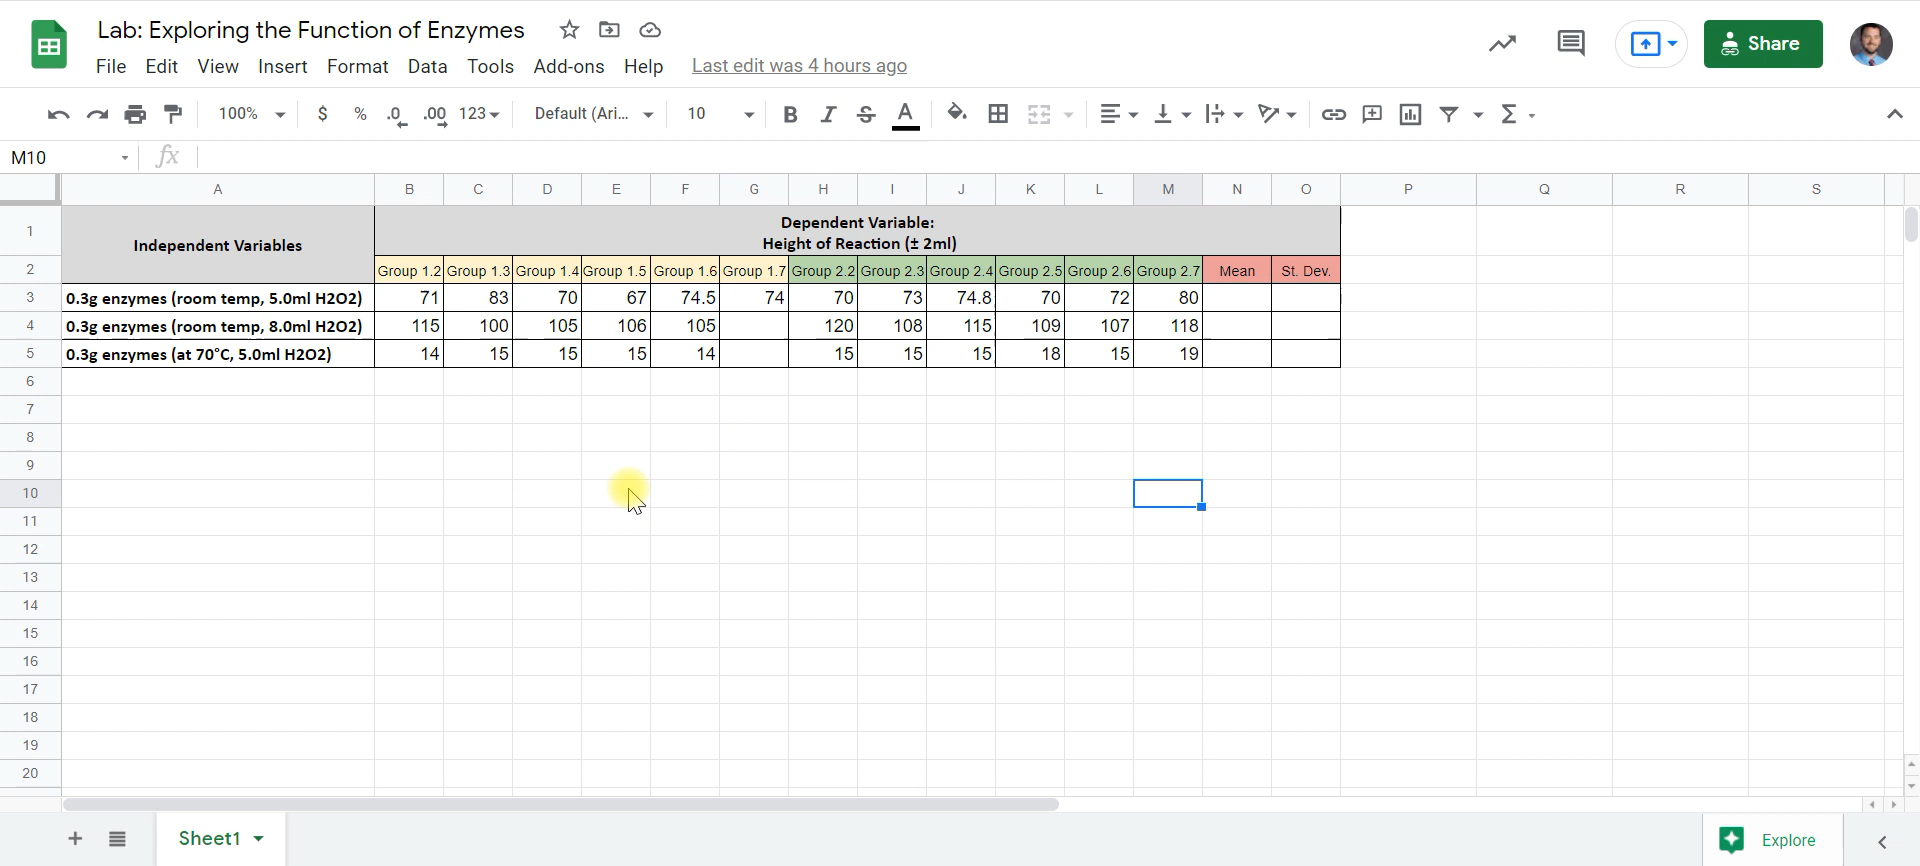 Lab: Exploring the Function of Enzymes
File Edit View Insert Format Data Tools Add-ons Help Last edit was 4 hours ago
Share
100% $ % .0 .00 123 Default (Ari... 10 B I S A Σ
M10 fx
A B C D E F G H I J K L M N O P Q R S
1 Independent Variables Dependent Variable:
Height of Reaction (± 2ml)
2 Group 1.2 Group 1.3 Group 1.4 Group 1.5 Group 1.6 Group 1.7 Group 2.2 Group 2.3 Group 2.4 Group 2.5 Group 2.6 Group 2.7 Mean St. Dev.
3 0.3g enzymes (room temp, 5.0ml H2O2) 71 83 70 67 74.5 74 70 73 74.8 70 72 80
4 0.3g enzymes (room temp, 8.0ml H2O2) 115 100 105 106 105 120 108 115 109 107 118
5 0.3g enzymes (at 70°C, 5.0ml H2O2) 14 15 15 15 14 15 15 15 18 15 19
6
7
8
9
10
11
12
13
14
15
16
17
18
19
20
Sheet1
Explore